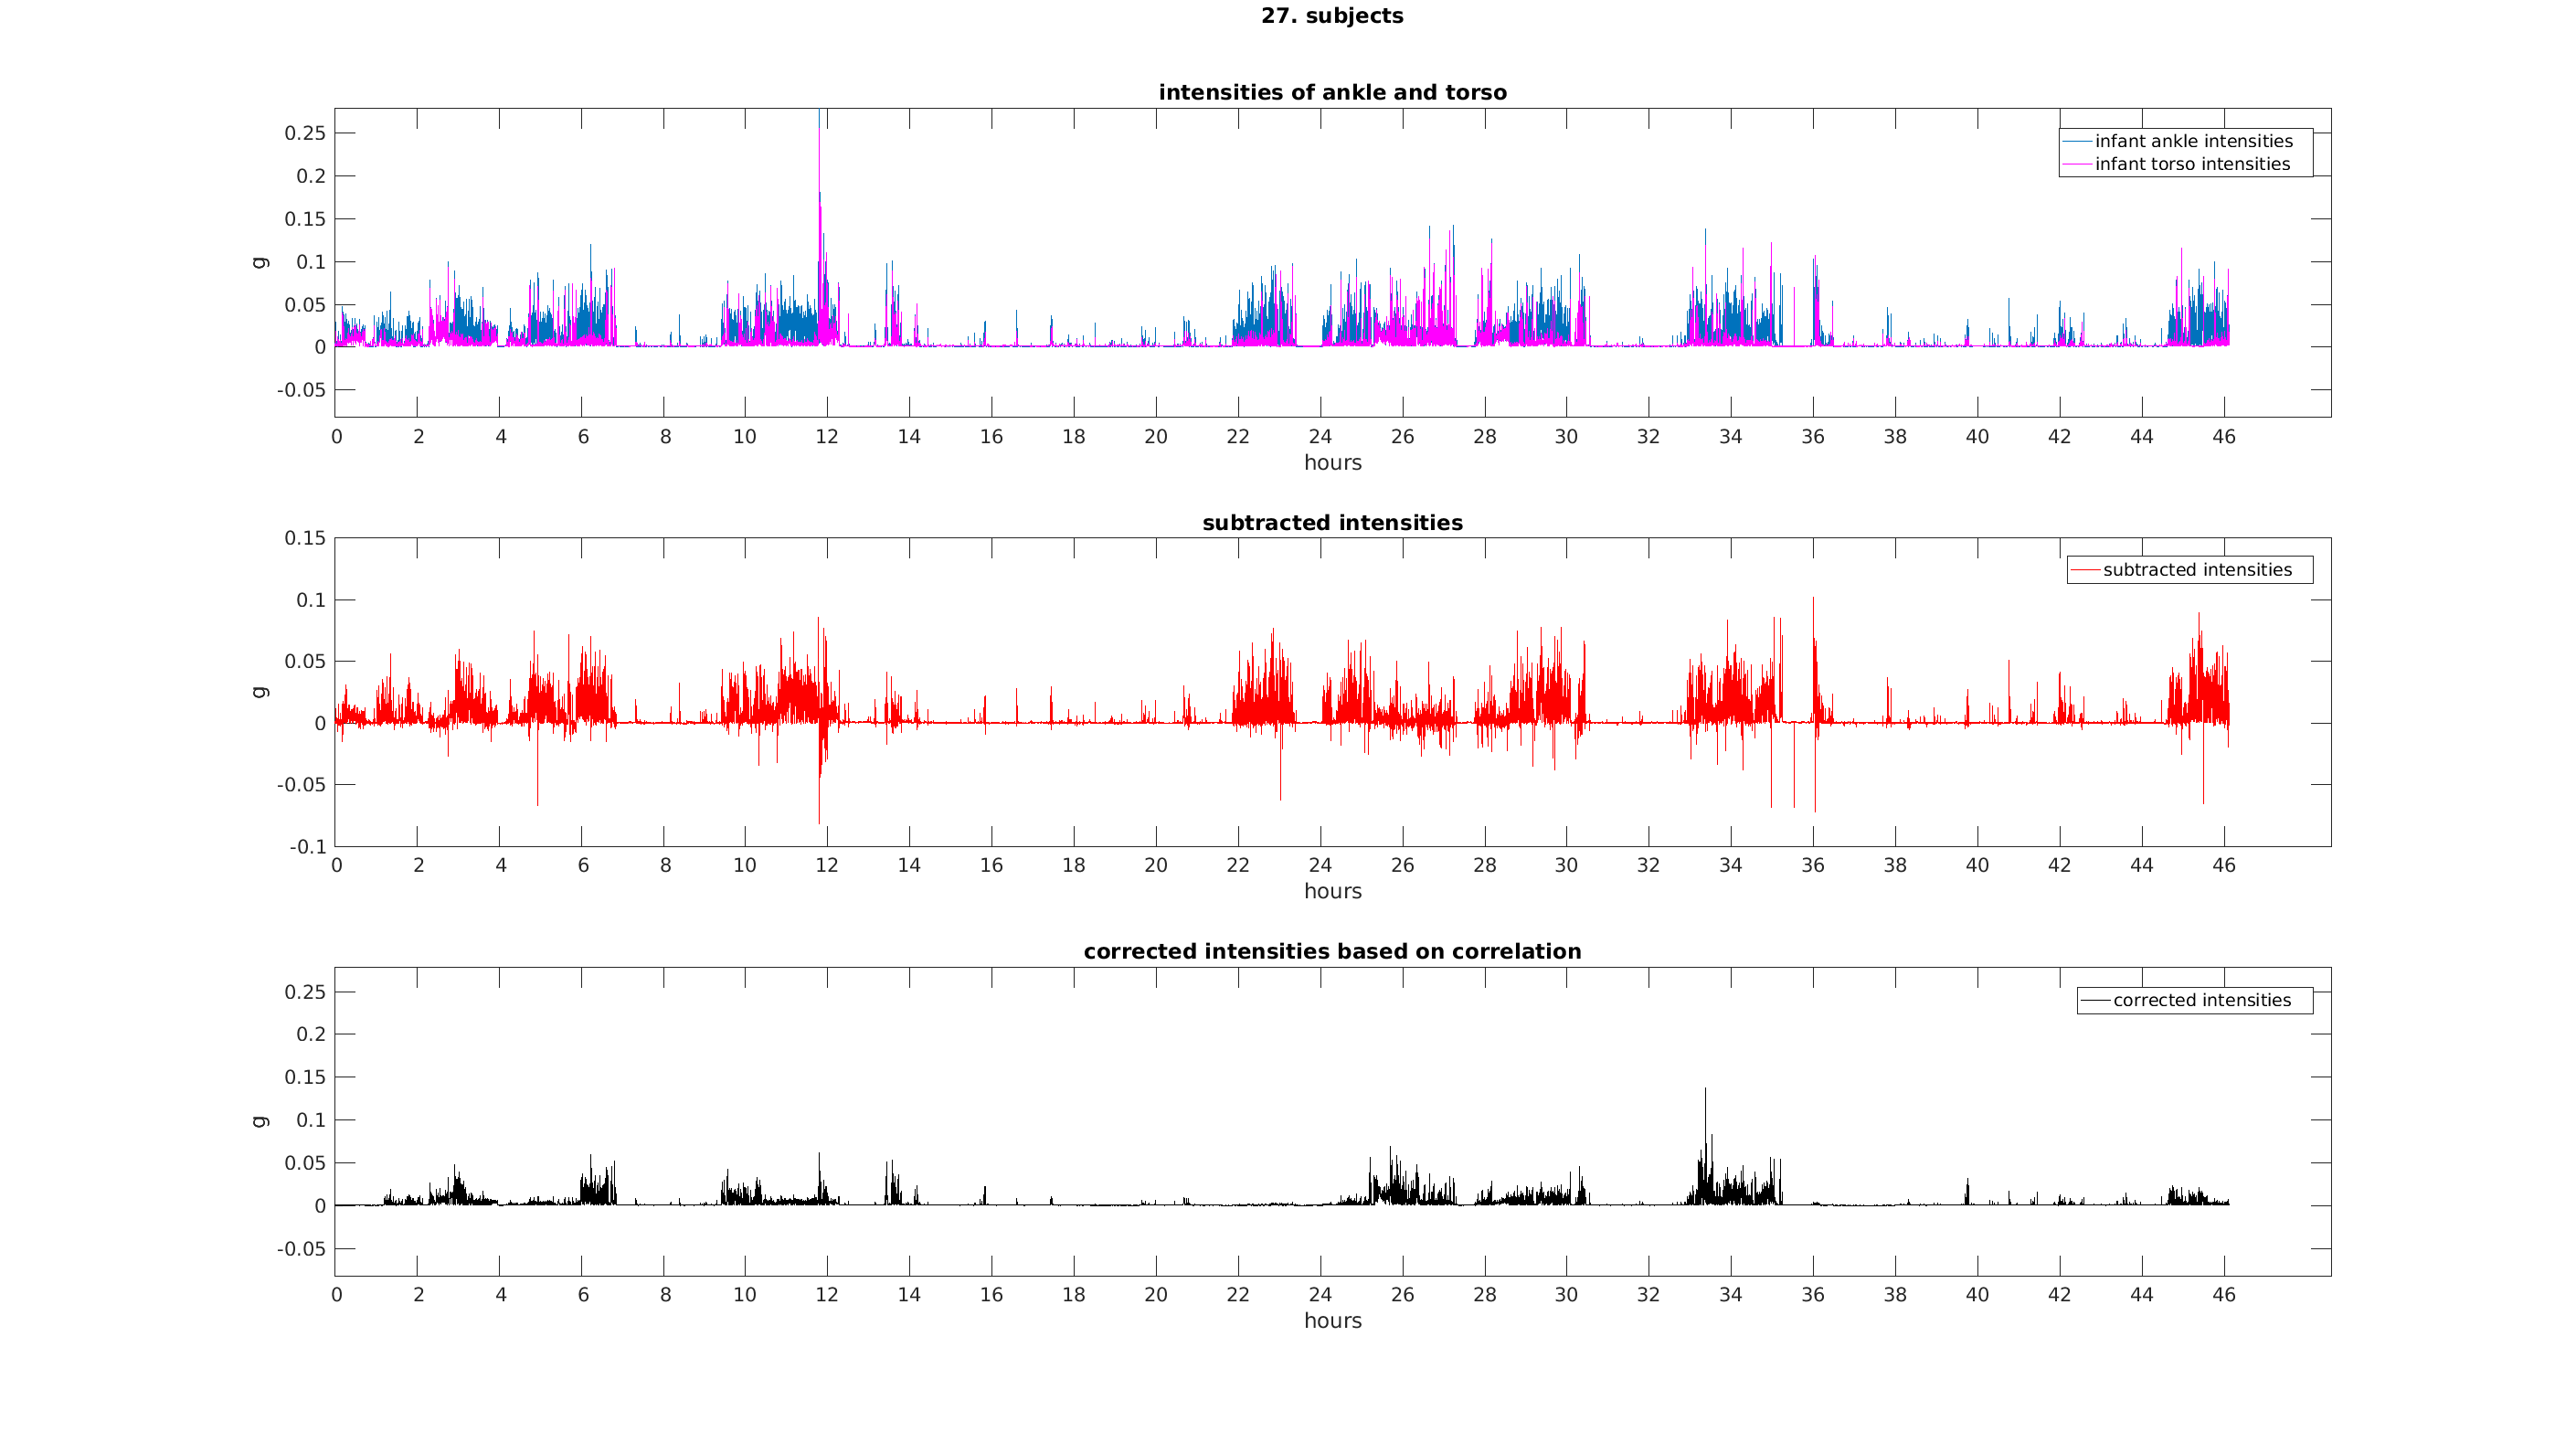 27. subjects
intensities of ankle and torso
0.25
0.2
0.15
0.1
0.05
0
-0.05
g
infant ankle intensities
infant torso intensities
0 2 4 6 8 10 12 14 16 18 20 22 24 26 28 30 32 34 36 38 40 42 44 46
hours
subtracted intensities
0.15
0.1
0.05
0
-0.05
-0.1
g
subtracted intensities
0 2 4 6 8 10 12 14 16 18 20 22 24 26 28 30 32 34 36 38 40 42 44 46
hours
corrected intensities based on correlation
0.25
0.2
0.15
0.1
0.05
0
-0.05
g
corrected intensities
0 2 4 6 8 10 12 14 16 18 20 22 24 26 28 30 32 34 36 38 40 42 44 46
hours